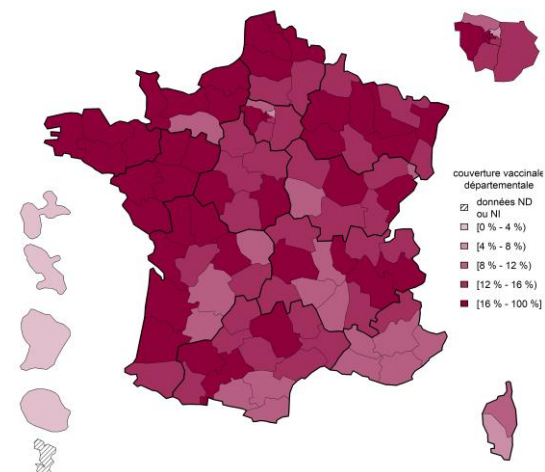 couverture vaccinale
départementale
données ND
ou NI
[0 % - 4 %)
[4 % - 8 %)
[8 % - 12 %)
[12 % - 16 %)
[16 % - 100 %]